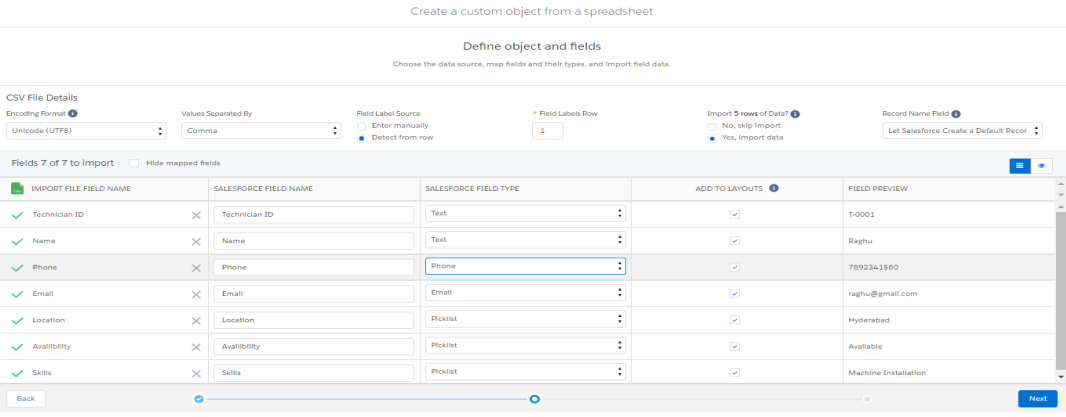 Create a custom object from a spreadsheet
Define object and fields
Choose the data source, map fields and their types, and import field data.
CSV File Details
Encoding Format Values Separated By Field Label Source * Field Labels Row Import 5 rows of Data? Record Name Field
Unicode (UTF8) Comma Enter manually 1 No, skip import Let Salesforce Create a Default Recor
Detect from row Yes, import data
Fields 7 of 7 to import Hide mapped fields
IMPORT FILE FIELD NAME SALESFORCE FIELD NAME SALESFORCE FIELD TYPE ADD TO LAYOUTS FIELD PREVIEW
Technician ID Technician ID Text T-0001
Name Name Text Raghu
Phone Phone Phone 7892341560
Email Email Email raghu@gmail.com
Location Location Picklist Hyderabad
Availibility Availibility Picklist Available
Skills Skills Picklist Machine Installation
Back Next